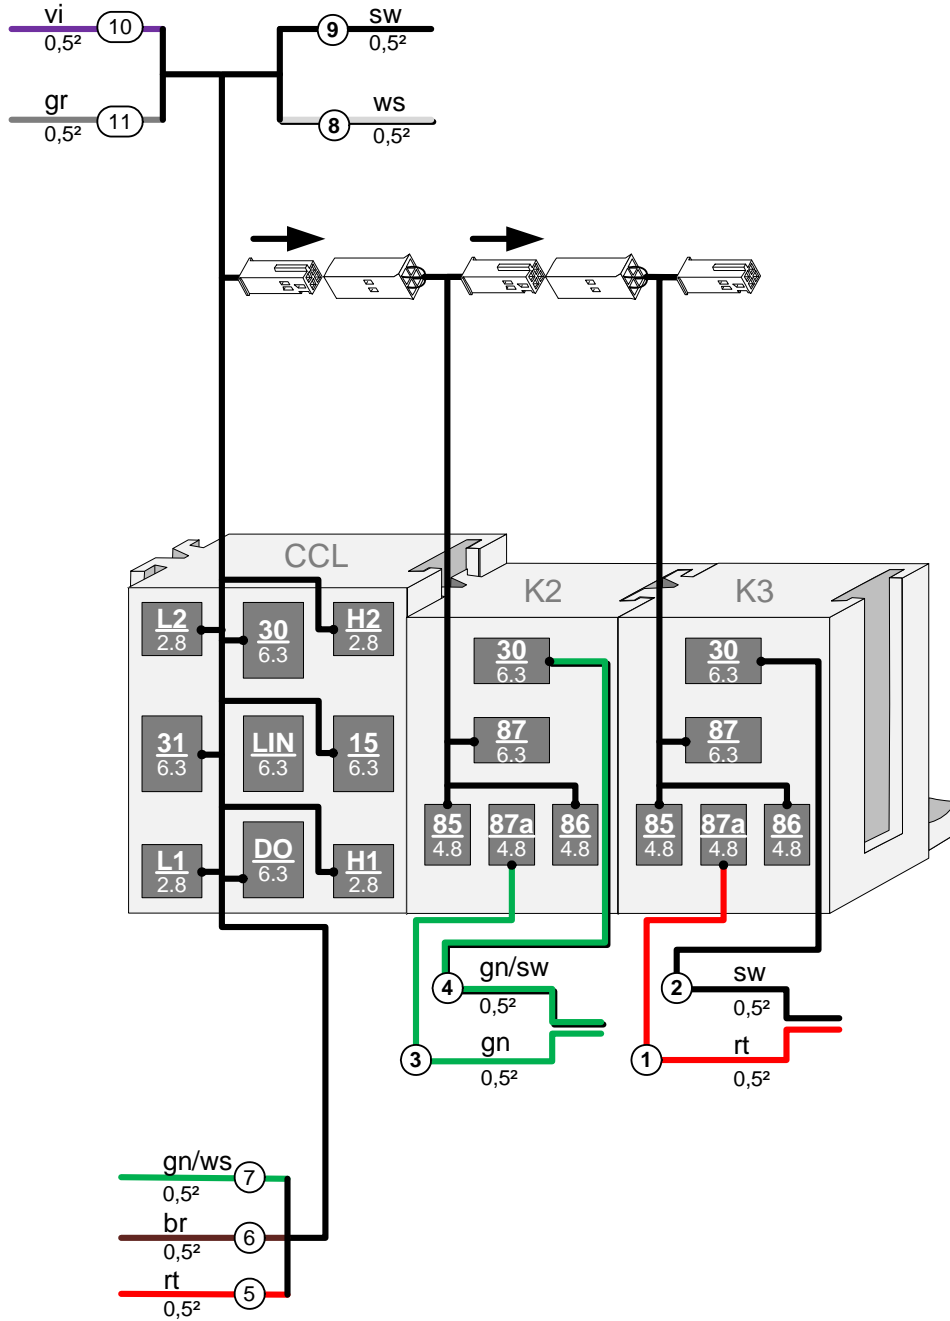 vi
10
0,5²
9
sw
0,5²
gr
11
0,5²
8
ws
0,5²
CCL
K2
K3
L2
2.8
30
6.3
H2
2.8
31
6.3
LIN
6.3
15
6.3
L1
2.8
DO
6.3
H1
2.8
30
6.3
87
6.3
85
4.8
87a
4.8
86
4.8
30
6.3
87
6.3
85
4.8
87a
4.8
86
4.8
4
gn/sw
0,5²
3
gn
0,5²
2
sw
0,5²
1
rt
0,5²
gn/ws
7
0,5²
br
6
0,5²
rt
5
0,5²